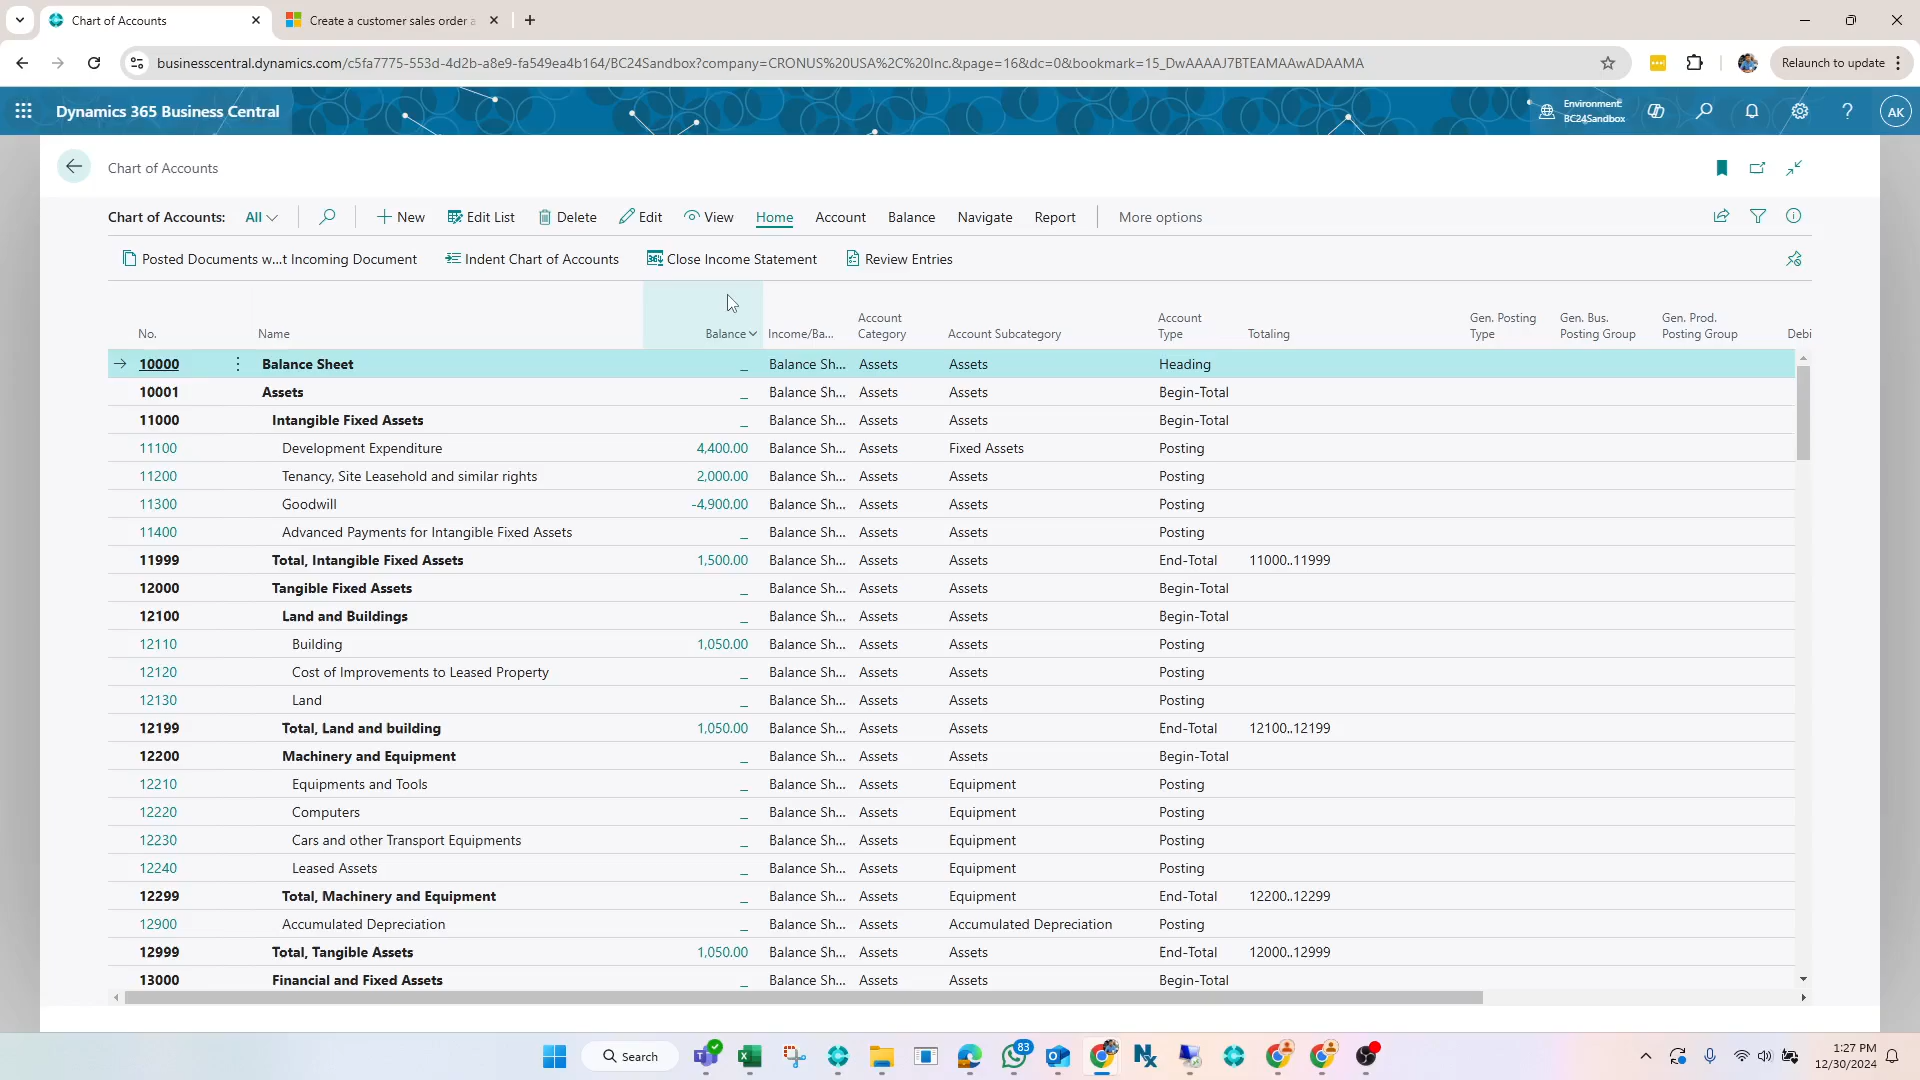 Chart of Accounts
Create a customer sales order a
businesscentral.dynamics.com/c5fa7775-553d-4d2b-a8e9-fa549ea4b164/BC24Sandbox?company=CRONUS%20USA%2C%20Inc.&page=16&dc=0&bookmark=15_DwAAAAJ7BTEAMAAwADAAMA
Relaunch to update
Dynamics 365 Business Central
Environment:
BC24Sandbox
AK
Chart of Accounts
Chart of Accounts: All
New Edit List Delete Edit View Home Account Balance Navigate Report More options
Posted Documents w...t Incoming Document Indent Chart of Accounts Close Income Statement Review Entries
No. Name Balance Income/Ba... Account Category Account Subcategory Account Type Totaling Gen. Posting Type Gen. Bus. Posting Group Gen. Prod. Posting Group Debi
10000 Balance Sheet _ Balance Sh... Assets Assets Heading
10001 Assets _ Balance Sh... Assets Assets Begin-Total
11000 Intangible Fixed Assets _ Balance Sh... Assets Assets Begin-Total
11100 Development Expenditure 4,400.00 Balance Sh... Assets Fixed Assets Posting
11200 Tenancy, Site Leasehold and similar rights 2,000.00 Balance Sh... Assets Assets Posting
11300 Goodwill -4,900.00 Balance Sh... Assets Assets Posting
11400 Advanced Payments for Intangible Fixed Assets _ Balance Sh... Assets Assets Posting
11999 Total, Intangible Fixed Assets 1,500.00 Balance Sh... Assets Assets End-Total 11000..11999
12000 Tangible Fixed Assets _ Balance Sh... Assets Assets Begin-Total
12100 Land and Buildings _ Balance Sh... Assets Assets Begin-Total
12110 Building 1,050.00 Balance Sh... Assets Assets Posting
12120 Cost of Improvements to Leased Property _ Balance Sh... Assets Assets Posting
12130 Land _ Balance Sh... Assets Assets Posting
12199 Total, Land and building 1,050.00 Balance Sh... Assets Assets End-Total 12100..12199
12200 Machinery and Equipment _ Balance Sh... Assets Assets Begin-Total
12210 Equipments and Tools _ Balance Sh... Assets Equipment Posting
12220 Computers _ Balance Sh... Assets Equipment Posting
12230 Cars and other Transport Equipments _ Balance Sh... Assets Equipment Posting
12240 Leased Assets _ Balance Sh... Assets Equipment Posting
12299 Total, Machinery and Equipment _ Balance Sh... Assets Equipment End-Total 12200..12299
12900 Accumulated Depreciation _ Balance Sh... Assets Accumulated Depreciation Posting
12999 Total, Tangible Assets 1,050.00 Balance Sh... Assets Assets End-Total 12000..12999
13000 Financial and Fixed Assets _ Balance Sh... Assets Assets Begin-Total
Search
83
1:27 PM
12/30/2024